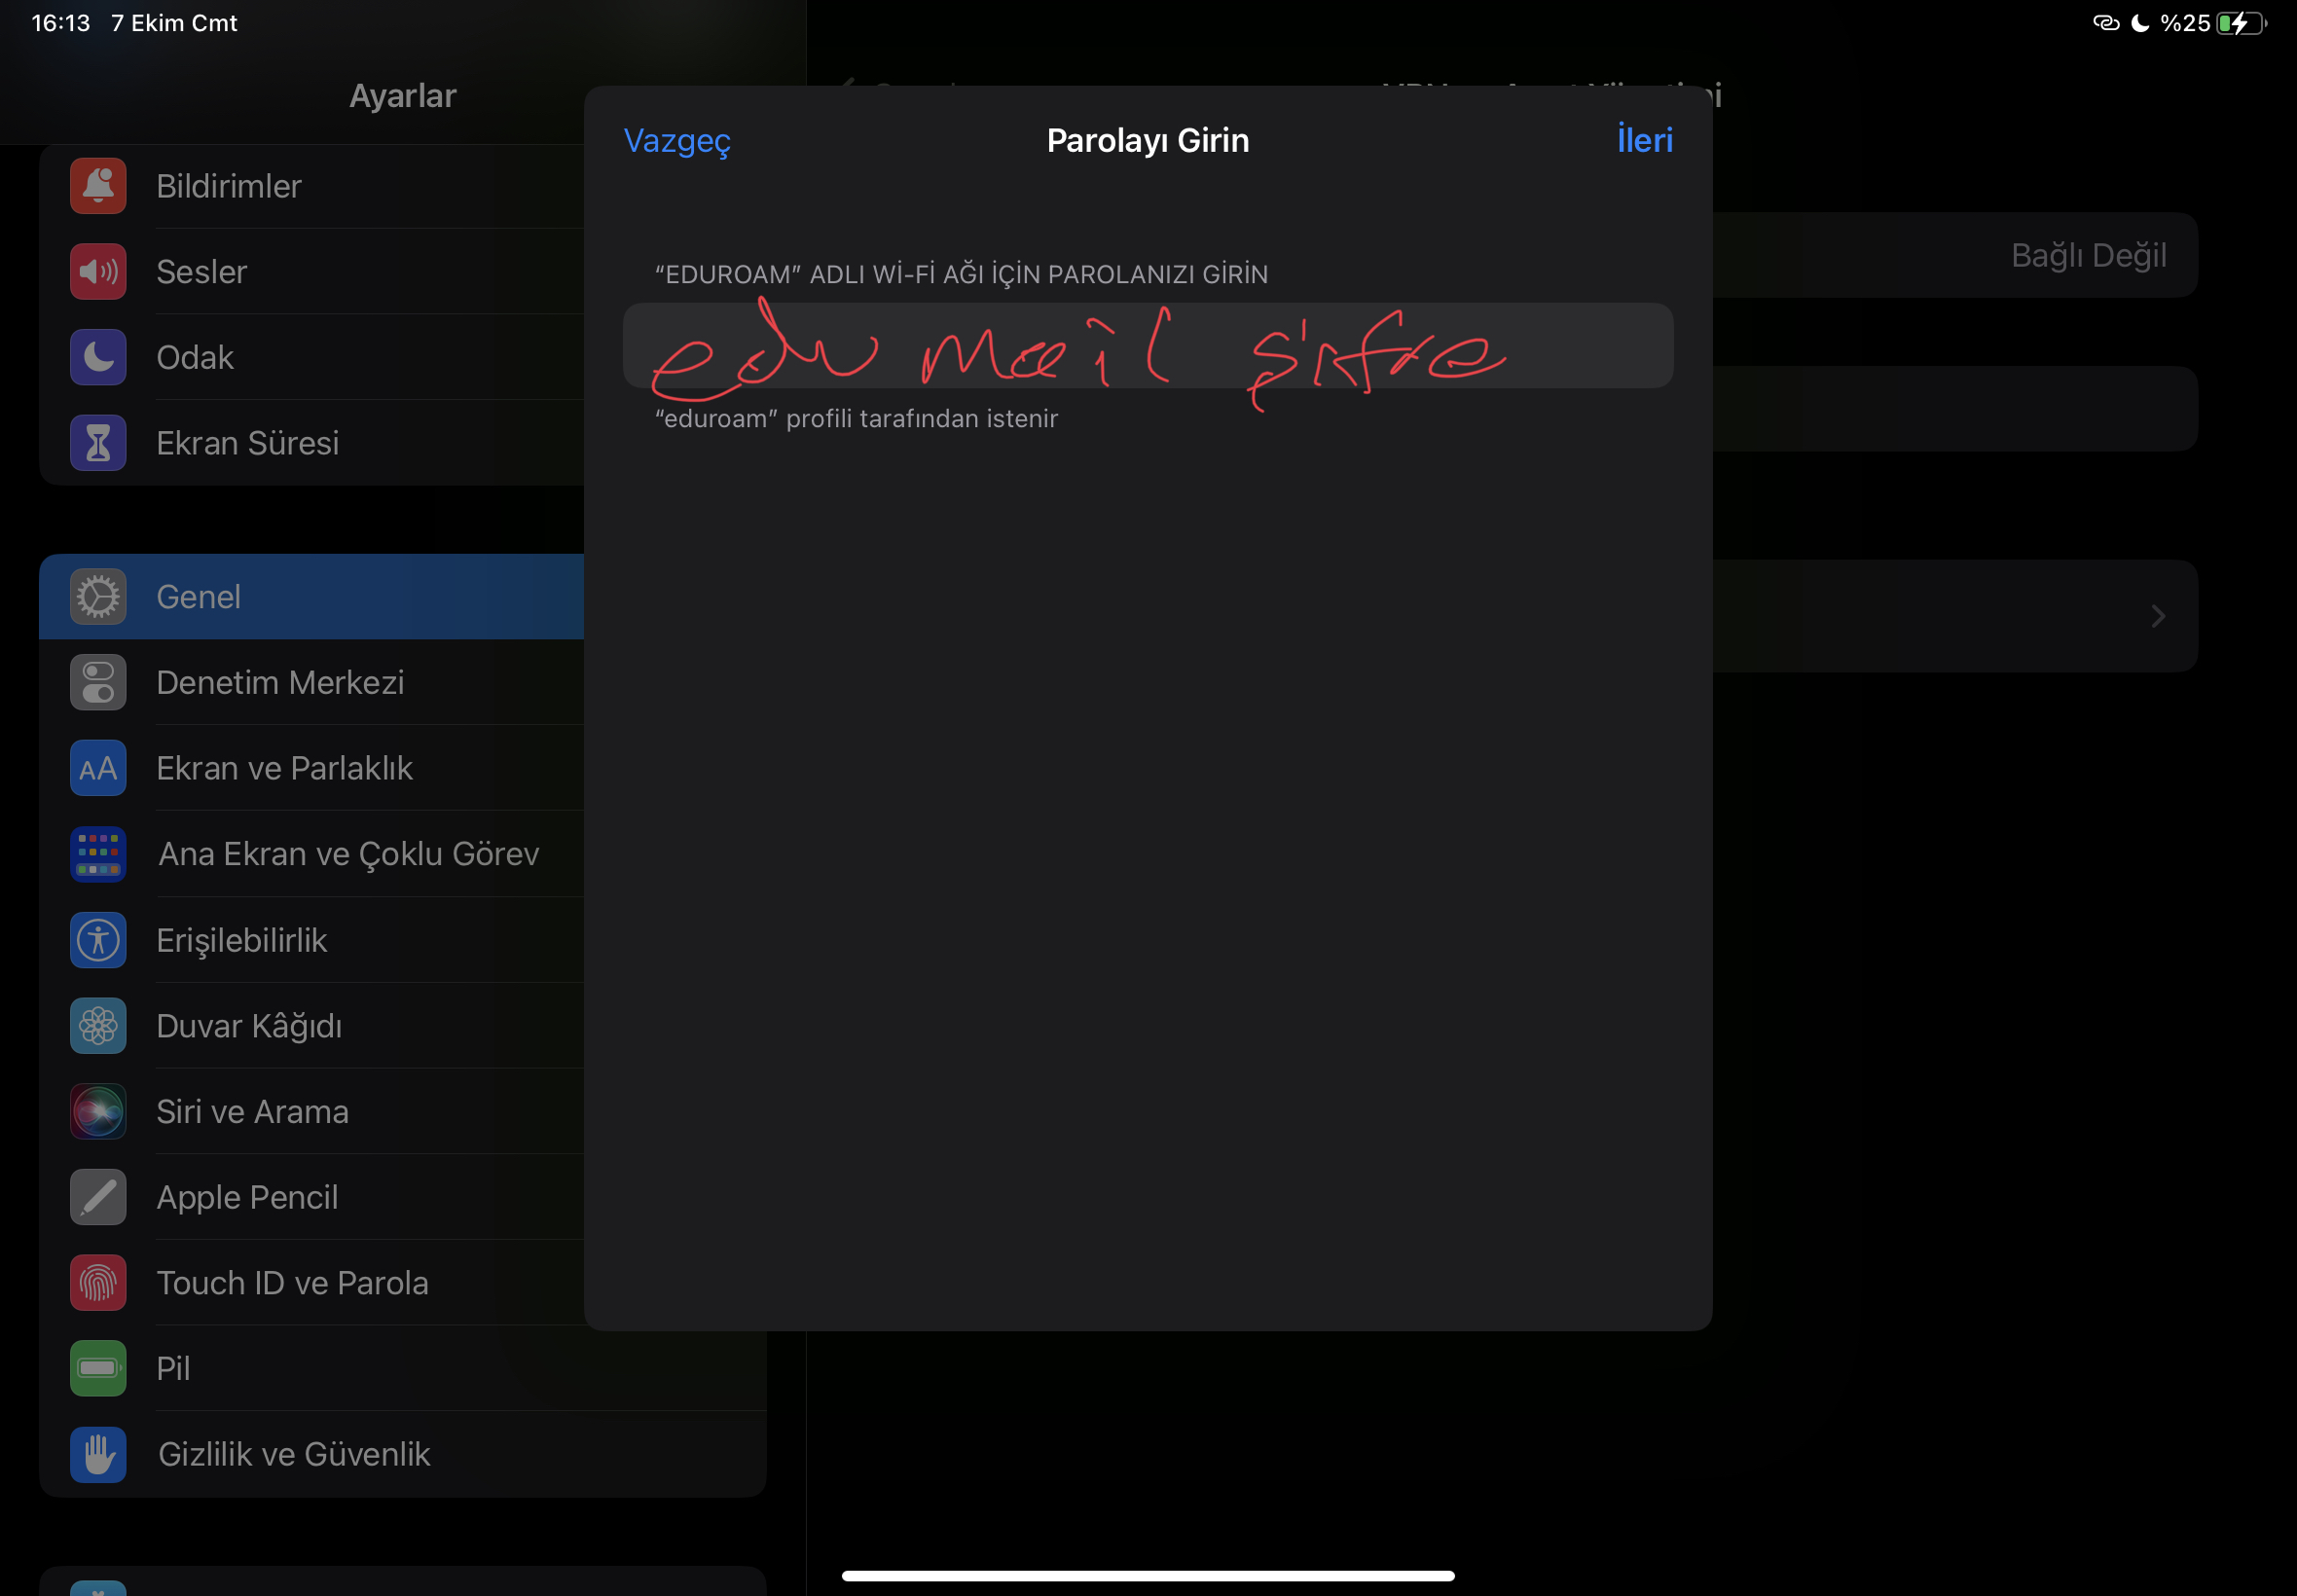 16:13 7 Ekim Cmt
%25
Ayarlar
Bildirimler
Sesler
Odak
Ekran Süresi
Genel
Denetim Merkezi
AA Ekran ve Parlaklık
Ana Ekran ve Çoklu Görev
Erişilebilirlik
Duvar Kâğıdı
Siri ve Arama
Apple Pencil
Touch ID ve Parola
Pil
Gizlilik ve Güvenlik
Vazgeç Parolayı Girin İleri
“EDUROAM” ADLI Wİ-Fİ AĞI İÇİN PAROLANIZI GİRİN
edu mail şifre
“eduroam” profili tarafından istenir
Bağlı Değil